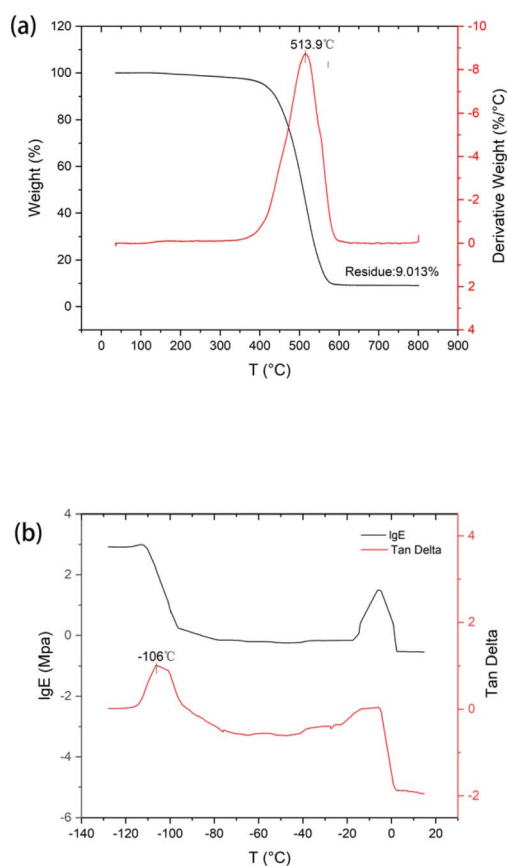 (a)
513.9℃
120
100
80
60
40
20
0
-10
-8
-6
-4
-2
0
2
4
Weight (%)
Derivative Weight (%/°C)
Residue:9.013%
0 100 200 300 400 500 600 700 800 900
T (°C)
(b)
4
2
0
-2
-4
-6
4
2
0
-2
lgE (Mpa)
Tan Delta
lgE
Tan Delta
-106℃
-140 -120 -100 -80 -60 -40 -20 0 20
T (°C)